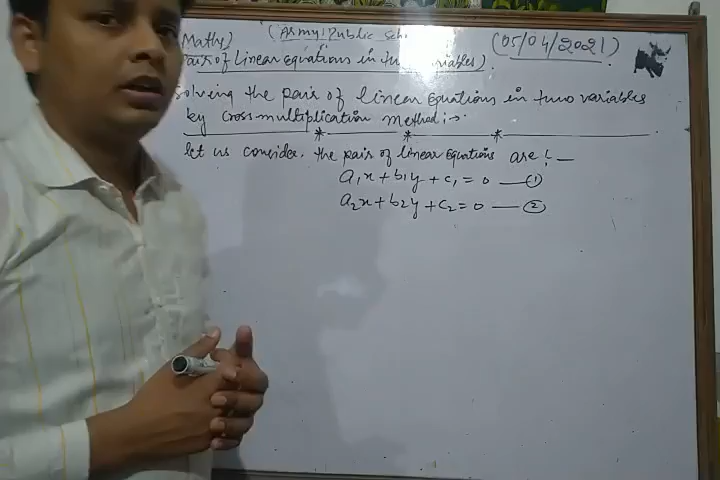 Maths) (Army Public Sch (05/04/2021)
Pair of Linear Equations in two variables).
Solving the pair of linear Equations in two variables
by cross multiplication method :→.
let us consider. the pair of linear Equations are :—
a₁x + b₁y + c₁ = 0 —①
a₂x + b₂y + c₂ = 0 —②